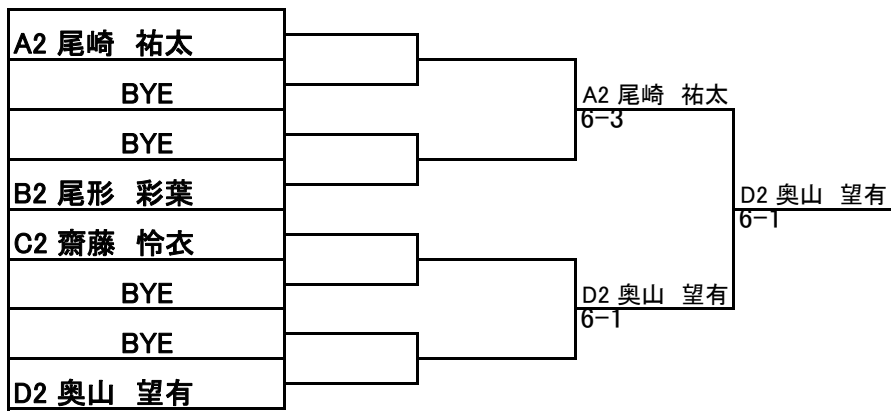 A2 尾崎　祐太
BYE
BYE
B2 尾形　彩葉
C2 齋藤　怜衣
BYE
BYE
D2 奥山　望有
A2 尾崎　祐太
6-3
D2 奥山　望有
6-1
D2 奥山　望有
6-1